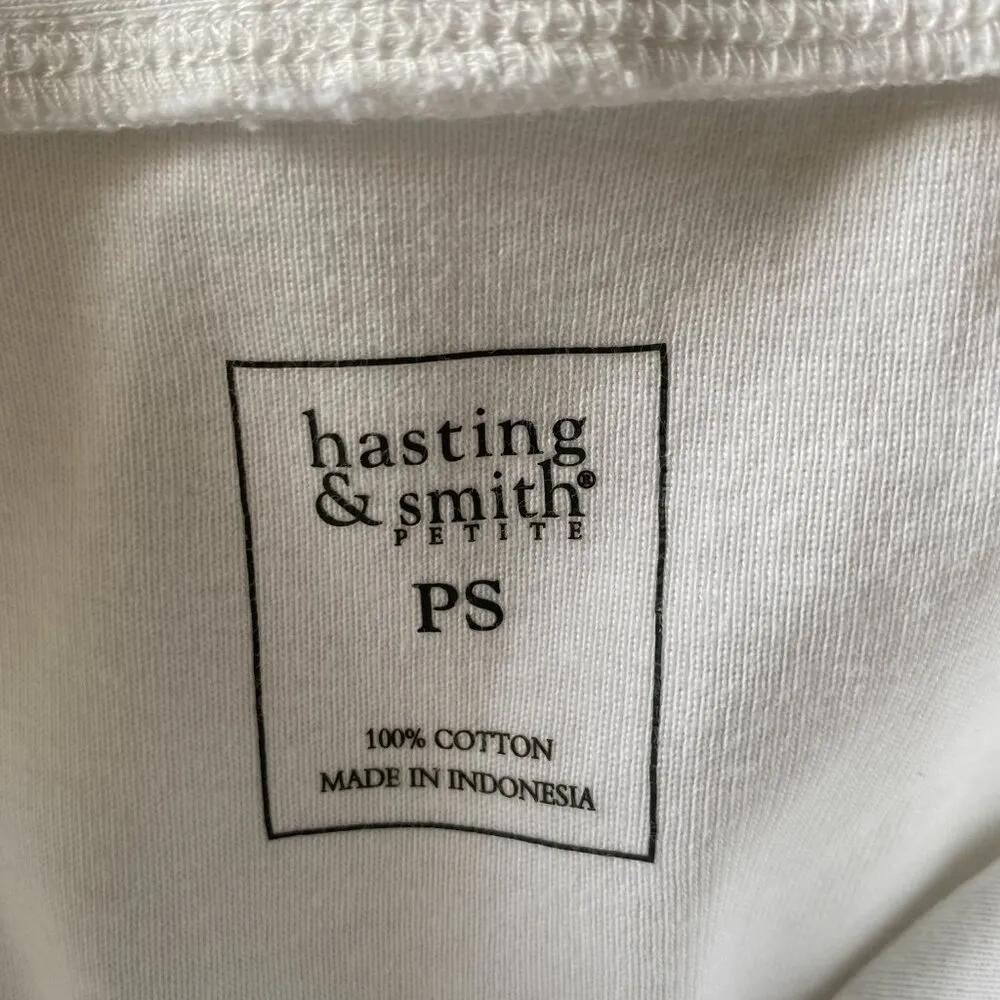 hasting
& smith®
PETITE
PS
100% COTTON
MADE IN INDONESIA